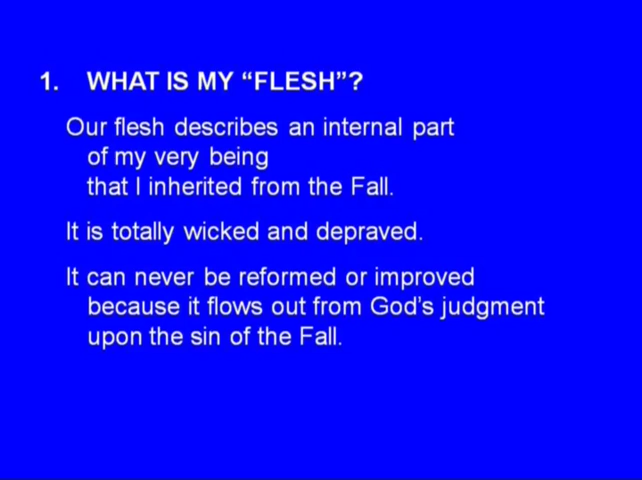 1. WHAT IS MY “FLESH”?
Our flesh describes an internal part
of my very being
that I inherited from the Fall.
It is totally wicked and depraved.
It can never be reformed or improved
because it flows out from God's judgment
upon the sin of the Fall.